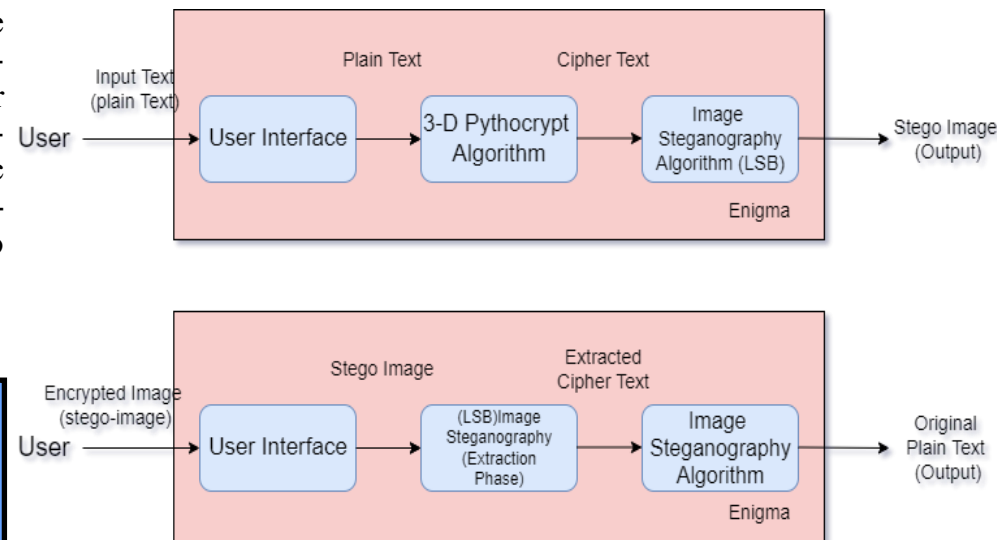 Plain Text
Cipher Text
Input Text
(plain Text)
User
User Interface
3-D Pythocrypt
Algorithm
Image
Steganography
Algorithm (LSB)
Stego Image
(Output)
Enigma
Stego Image
Extracted
Cipher Text
Encrypted Image
(stego-image)
User
User Interface
(LSB)Image
Steganography
(Extraction
Phase)
Image
Steganography
Algorithm
Original
Plain Text
(Output)
Enigma